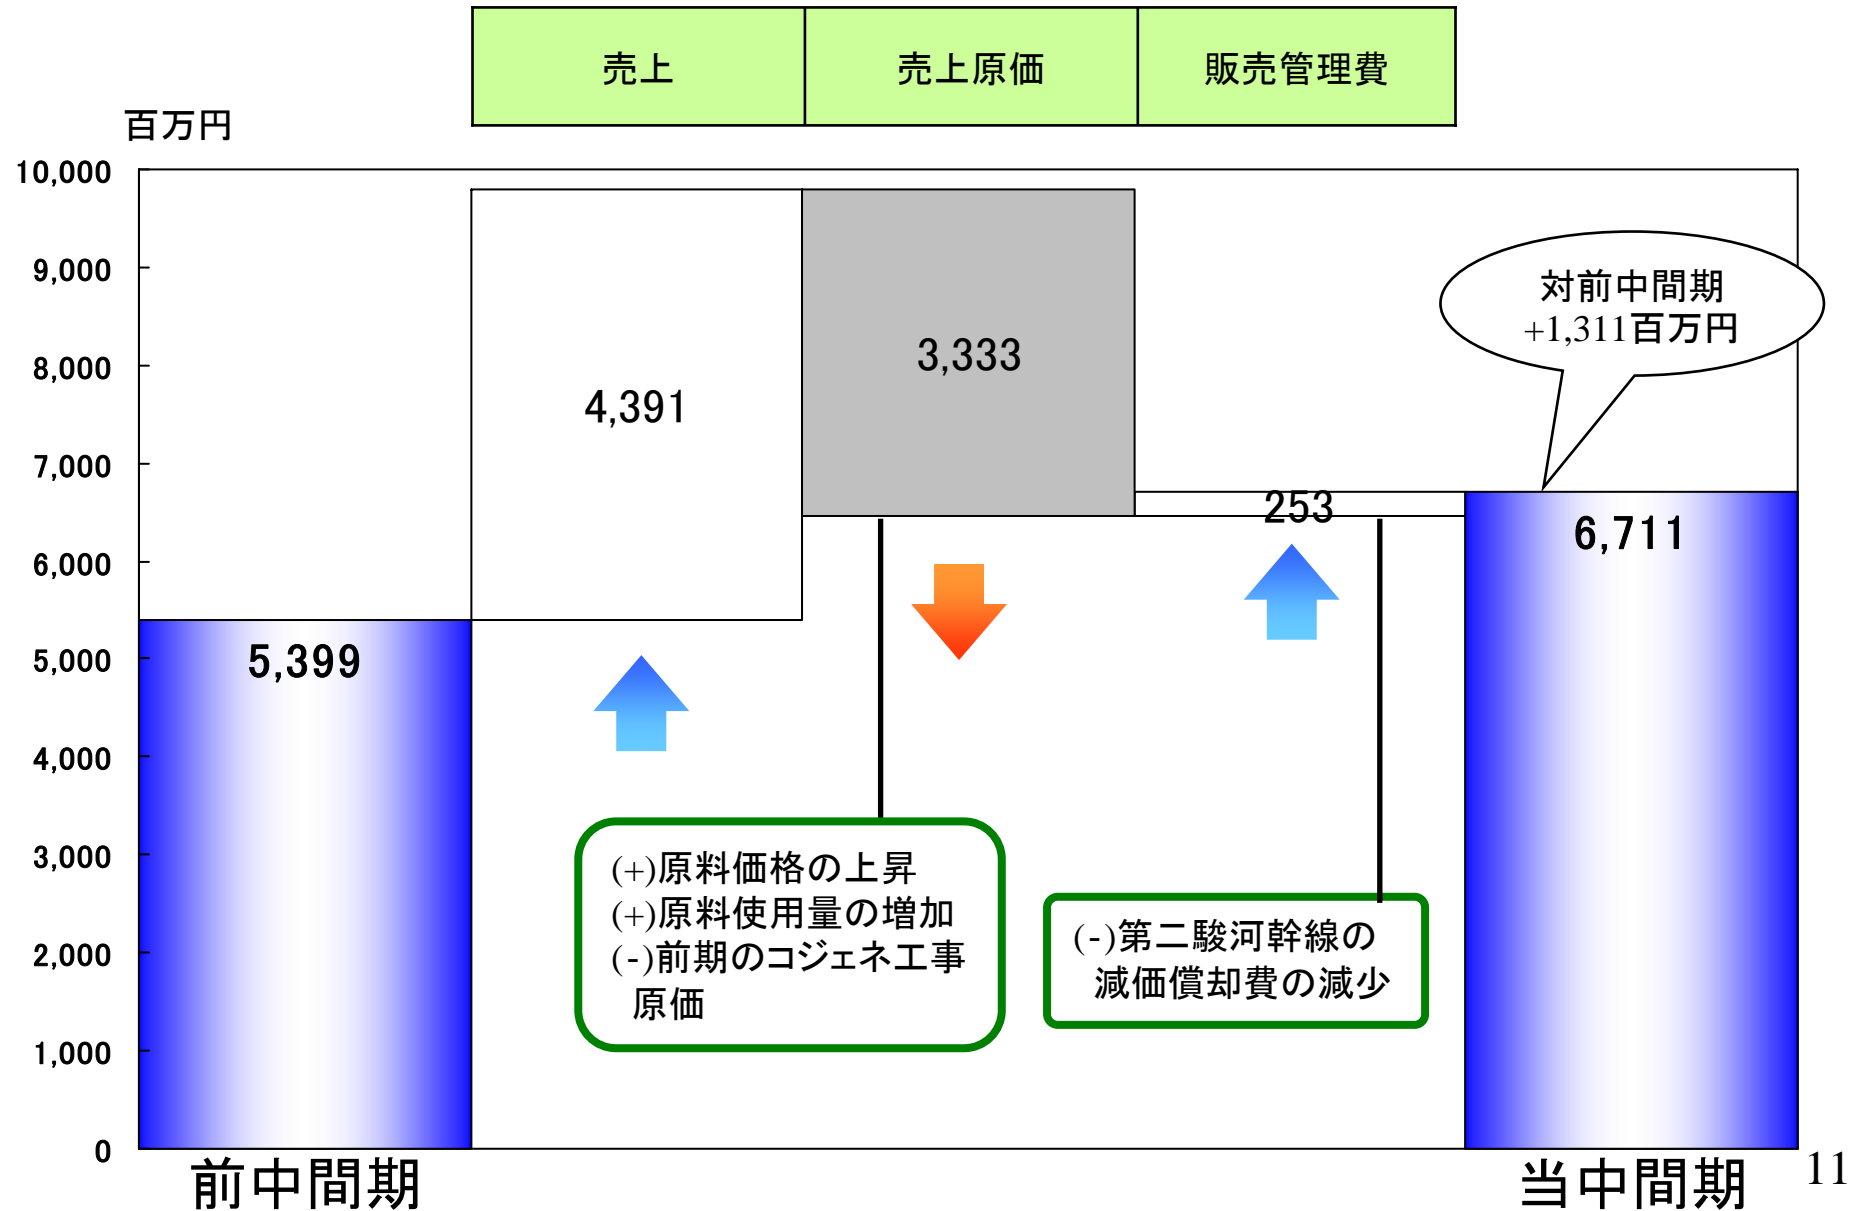 売上 売上原価 販売管理費
百万円
10,000
9,000
8,000
7,000
6,000
5,000
4,000
3,000
2,000
1,000
0
5,399
4,391
3,333
253
6,711
対前中間期
+1,311百万円
(+)原料価格の上昇
(+)原料使用量の増加
(-)前期のコジェネ工事
原価
(-)第二駿河幹線の
減価償却費の減少
前中間期
当中間期
11